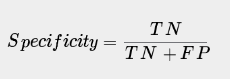 Specificity = TN / TN + FP